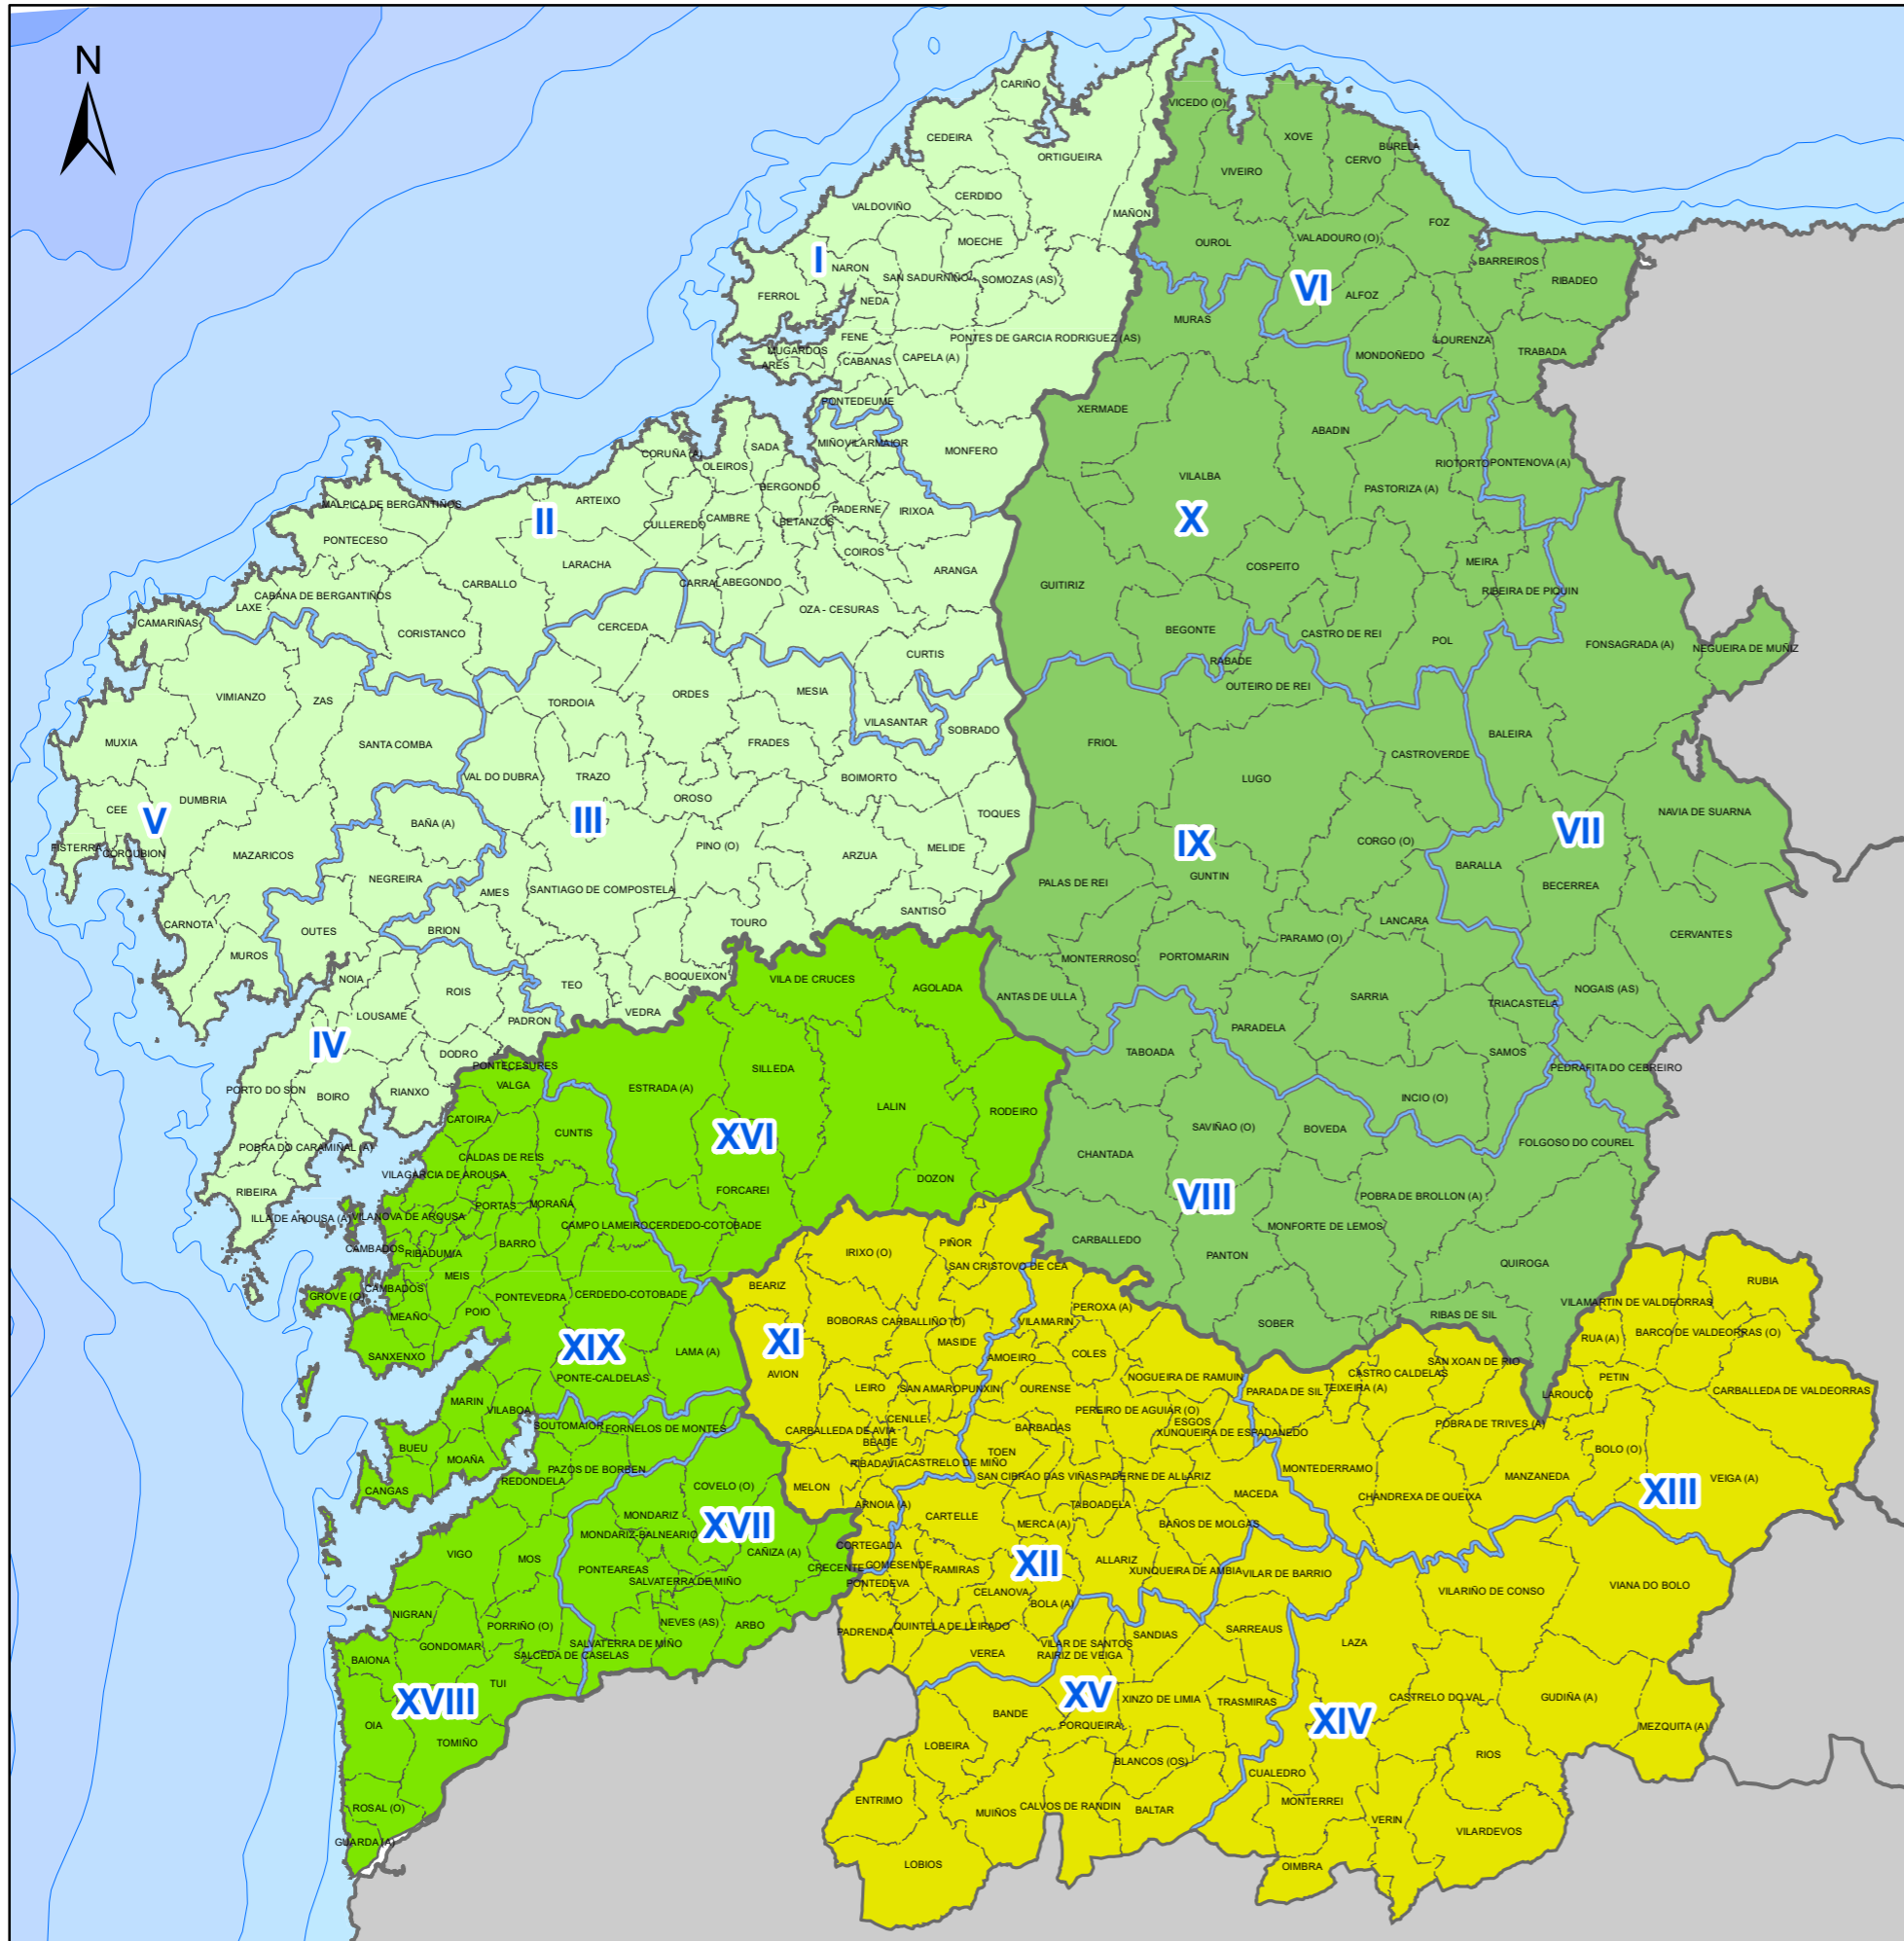 N
CARIÑO
VICEDO (O)
CEDEIRA
XOVE
BURELA
ORTIGUEIRA
CERVO
VIVEIRO
CERDIDO
VALDOVIÑO
MAÑON
FOZ
MOECHE
OUROL
VALADOURO (O)
I
NARON
SAN SADURNIÑO
SOMOZAS (AS)
BARREIROS
RIBADEO
FERROL
NEDA
VI
ALFOZ
MURAS
FENE
PONTES DE GARCIA RODRIGUEZ (AS)
LOURENZA
MUGARDOS
ARES
CABANAS
CAPELA (A)
MONDOÑEDO
TRABADA
PONTEDEUME
XERMADE
ABADIN
MIÑO
VILARMAIOR
MONFERO
SADA
CORUÑA (A)
OLEIROS
RIOTORTO
PONTENOVA (A)
VILALBA
BERGONDO
PASTORIZA (A)
ARTEIXO
MALPICA DE BERGANTIÑOS
PADERNE
IRIXOA
CAMBRE
BETANZOS
CULLEREDO
II
X
PONTECESO
COIROS
LARACHA
ARANGA
MEIRA
COSPEITO
CARRAL
ABEGONDO
CARBALLO
GUITIRIZ
RIBEIRA DE PIQUIN
CABANA DE BERGANTIÑOS
LAXE
OZA - CESURAS
CAMARIÑAS
CERCEDA
CORISTANCO
BEGONTE
CASTRO DE REI
POL
FONSAGRADA (A)
NEGUEIRA DE MUÑIZ
CURTIS
RABADE
OUTEIRO DE REI
VIMIANZO
ZAS
ORDES
MESIA
TORDOIA
VILASANTAR
SOBRADO
BALEIRA
MUXIA
SANTA COMBA
FRADES
FRIOL
CASTROVERDE
VAL DO DUBRA
TRAZO
BOIMORTO
LUGO
OROSO
DUMBRIA
CEE
V
BAÑA (A)
III
TOQUES
NAVIA DE SUARNA
VII
FISTERRA
CORCUBION
MAZARICOS
PINO (O)
ARZUA
MELIDE
IX
CORGO (O)
BARALLA
NEGREIRA
AMES
SANTIAGO DE COMPOSTELA
PALAS DE REI
GUNTIN
BECERREA
SANTISO
CARNOTA
OUTES
BRION
TOURO
LANCARA
PARAMO (O)
CERVANTES
MUROS
MONTERROSO
PORTOMARIN
NOIA
BOQUEIXON
VILA DE CRUCES
AGOLADA
ANTAS DE ULLA
SARRIA
NOGAIS (AS)
ROIS
TEO
TRIACASTELA
LOUSAME
VEDRA
PADRON
PARADELA
IV
DODRO
TABOADA
SAMOS
PONTECESURES
VALGA
PEDRAFITA DO CEBREIRO
SILLEDA
PORTO DO SON
BOIRO
RIANXO
ESTRADA (A)
LALIN
RODEIRO
INCIO (O)
CATOIRA
CUNTIS
XVI
SAVIÑAO (O)
BOVEDA
FOLGOSO DO COUREL
POBRA DO CARAMIÑAL (A)
CALDAS DE REIS
CHANTADA
VILAGARCIA DE AROUSA
DOZON
RIBEIRA
FORCAREI
VIII
POBRA DE BROLLON (A)
PORTAS
MORAÑA
ILLA DE AROUSA (A)
VILANOVA DE AROUSA
CAMPO LAMEIRO
CERDEDO-COTOBADE
MONFORTE DE LEMOS
CAMBADOS
RIBADUMIA
BARRO
IRIXO (O)
PIÑOR
CARBALLEDO
PANTON
QUIROGA
SAN CRISTOVO DE CEA
MEIS
BEARIZ
RUBIA
GROVE (O)
CAMBADOS
PONTEVEDRA
CERDEDO-COTOBADE
VILAMARTIN DE VALDEORRAS
MEAÑO
POIO
PEROXA (A)
BOBORAS
CARBALLIÑO (O)
VILAMARIN
SOBER
RIBAS DE SIL
RUA (A)
BARCO DE VALDEORRAS (O)
XI
MASIDE
SANXENXO
XIX
LAMA (A)
AMOEIRO
COLES
SAN XOAN DE RIO
CASTRO CALDELAS
AVION
PONTE-CALDELAS
NOGUEIRA DE RAMUIN
PETIN
LEIRO
SAN AMARO
PUNXIN
OURENSE
PARADA DE SIL
TEIXEIRA (A)
LAROUCO
CARBALLEDA DE VALDEORRAS
MARIN
VILABOA
PEREIRO DE AGUIAR (O)
SOUTOMAIOR
FORNELOS DE MONTES
CENLLE
ESGOS
POBRA DE TRIVES (A)
CARBALLEDA DE AVIA
BARBADAS
XUNQUEIRA DE ESPADANEDO
BEADE
BUEU
MOAÑA
TOEN
BOLO (O)
RIBADAVIA
CASTRELO DE MIÑO
PAZOS DE BORBEN
MONTEDERRAMO
REDONDELA
SAN CIBRAO DAS VIÑAS
PADERNE DE ALLARIZ
MANZANEDA
VEIGA (A)
CANGAS
COVELO (O)
MELON
MACEDA
XIII
ARNOIA (A)
TABOADELA
CHANDREXA DE QUEIXA
MONDARIZ
CARTELLE
MERCA (A)
BAÑOS DE MOLGAS
XVII
MONDARIZ-BALNEARIO
CORTEGADA
VIGO
MOS
CAÑIZA (A)
XII
ALLARIZ
PONTEAREAS
CRECENTE
GOMESENDE
RAMIRAS
XUNQUEIRA DE AMBIA
VILAR DE BARRIO
SALVATERRA DE MIÑO
PONTEDEVA
VIANA DO BOLO
CELANOVA
VILARIÑO DE CONSO
BOLA (A)
NIGRAN
PORRIÑO (O)
NEVES (AS)
ARBO
QUINTELA DE LEIRADO
PADRENDA
SARREAUS
SANDIAS
GONDOMAR
SALVATERRA DE MIÑO
VILAR DE SANTOS
LAZA
SALCEDA DE CASELAS
VEREA
RAIRIZ DE VEIGA
BAIONA
TUI
XVIII
XV
XINZO DE LIMIA
TRASMIRAS
CASTRELO DO VAL
GUDIÑA (A)
BANDE
XIV
OIA
PORQUEIRA
MEZQUITA (A)
TOMIÑO
LOBEIRA
RIOS
BLANCOS (OS)
CUALEDRO
ENTRIMO
MONTERREI
ROSAL (O)
CALVOS DE RANDIN
BALTAR
MUIÑOS
VERIN
VILARDEVOS
GUARDA (A)
LOBIOS
OIMBRA